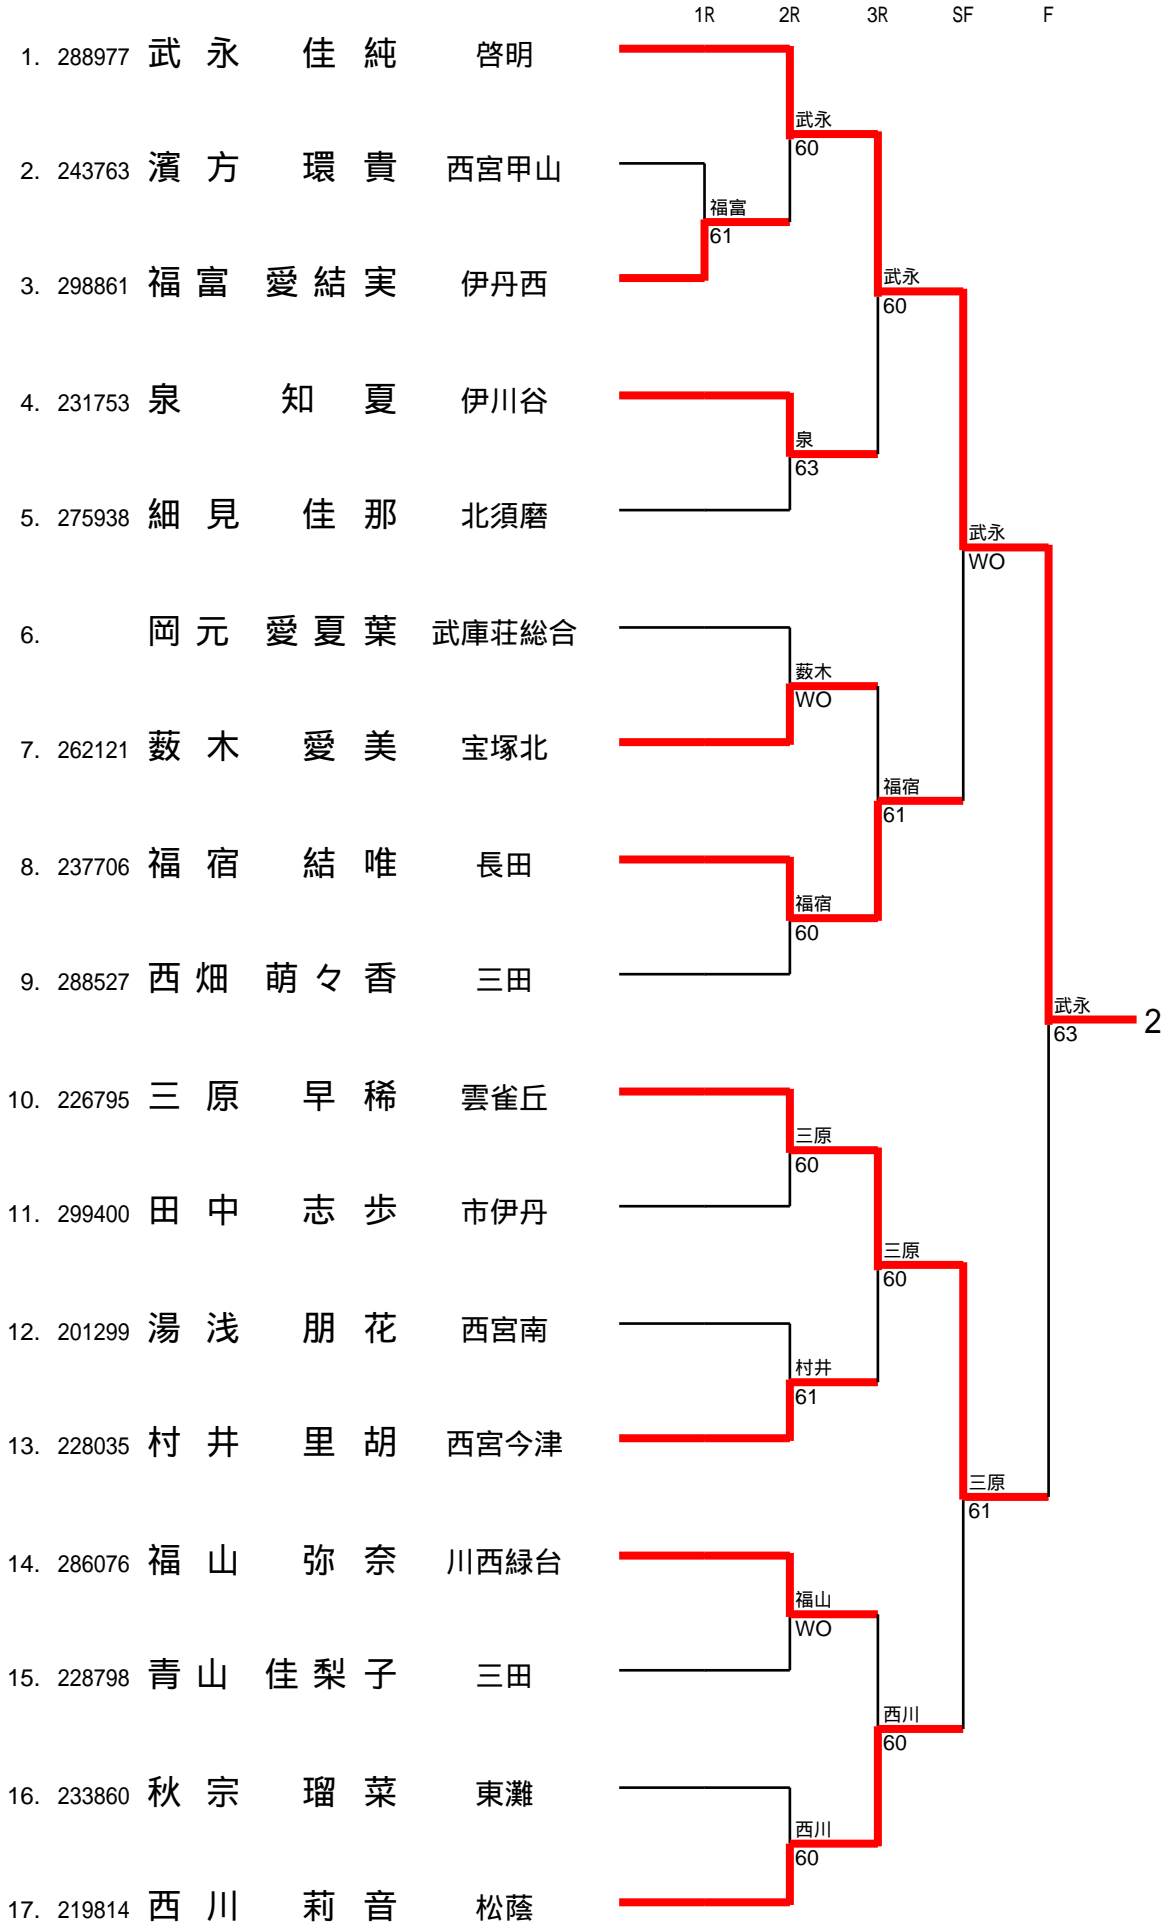 1R 2R 3R SF F
1. 288977 武永 佳純 啓明
武永
60
2. 243763 濱方 環貴 西宮甲山
福富
61
3. 298861 福富 愛結実 伊丹西
武永
60
4. 231753 泉 知夏 伊川谷
泉
63
5. 275938 細見 佳那 北須磨
武永
WO
6. 岡元 愛夏葉 武庫荘総合
薮木
WO
7. 262121 薮木 愛美 宝塚北
福宿
61
8. 237706 福宿 結唯 長田
福宿
60
9. 288527 西畑 萌々香 三田
武永
63
2
10. 226795 三原 早稀 雲雀丘
三原
60
11. 299400 田中 志歩 市伊丹
三原
60
12. 201299 湯浅 朋花 西宮南
村井
61
13. 228035 村井 里胡 西宮今津
三原
61
14. 286076 福山 弥奈 川西緑台
福山
WO
15. 228798 青山 佳梨子 三田
西川
60
16. 233860 秋宗 瑠菜 東灘
西川
60
17. 219814 西川 莉音 松蔭